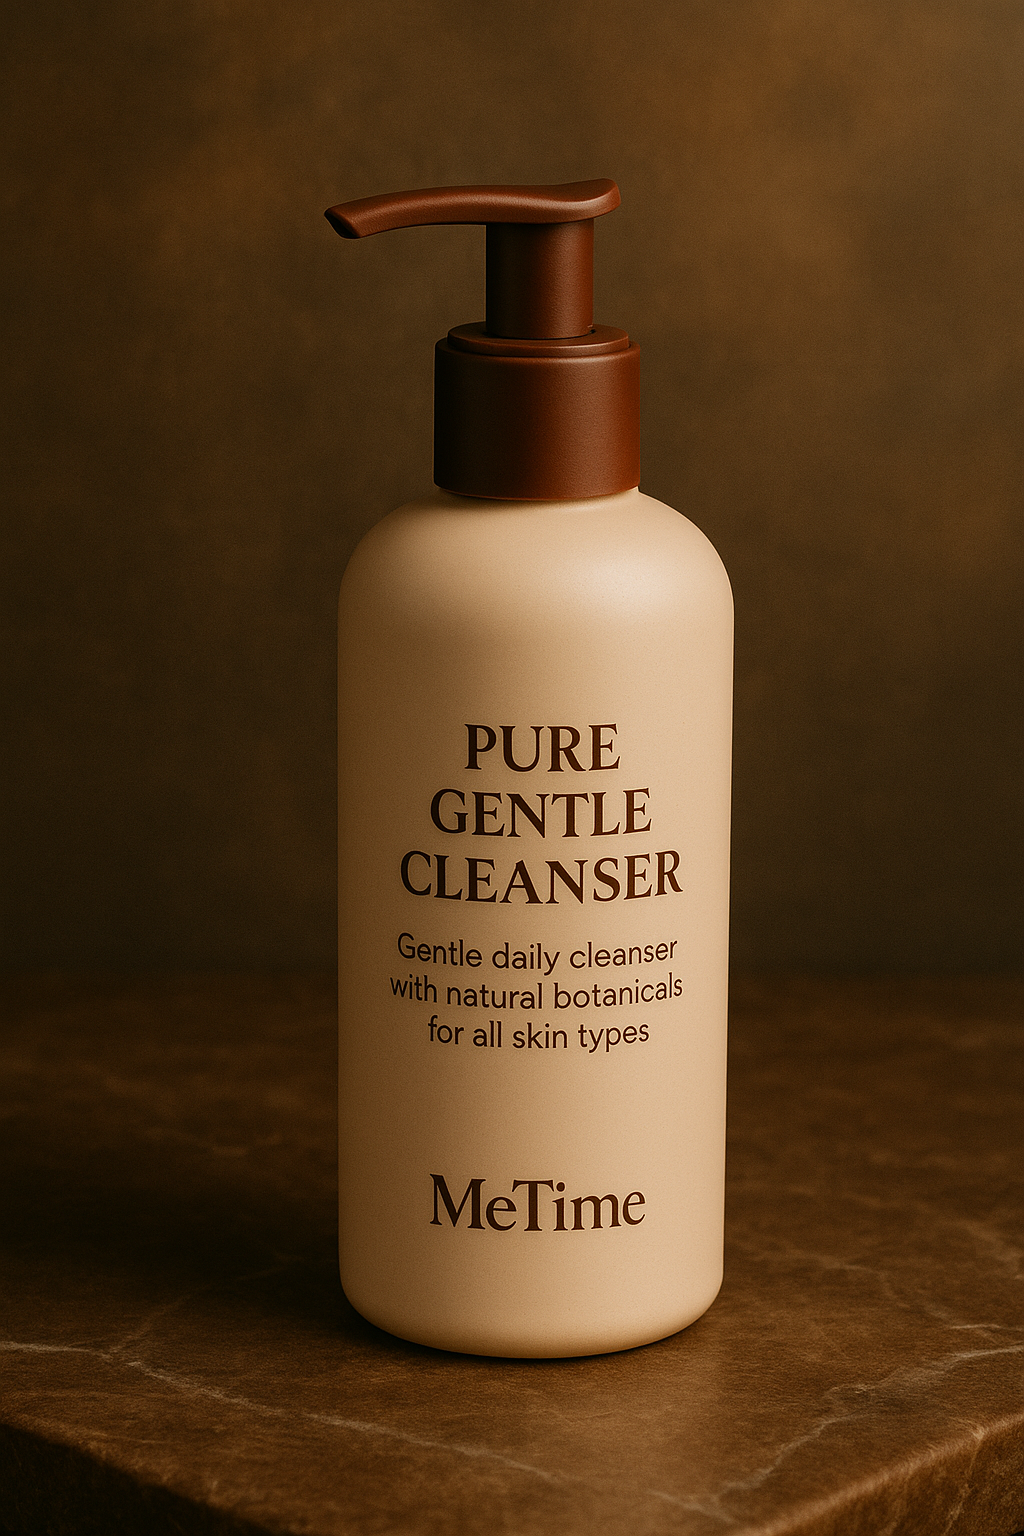 PURE
GENTLE
CLEANSER
Gentle daily cleanser
with natural botanicals
for all skin types
MeTime